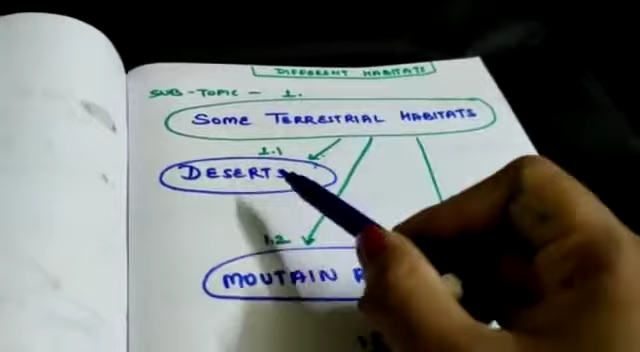 DIFFERENT HABITATS
SUB-TOPIC - 1.
SOME TERRESTRIAL HABITATS
1.1
DESERTS
1.2
MOUTAIN